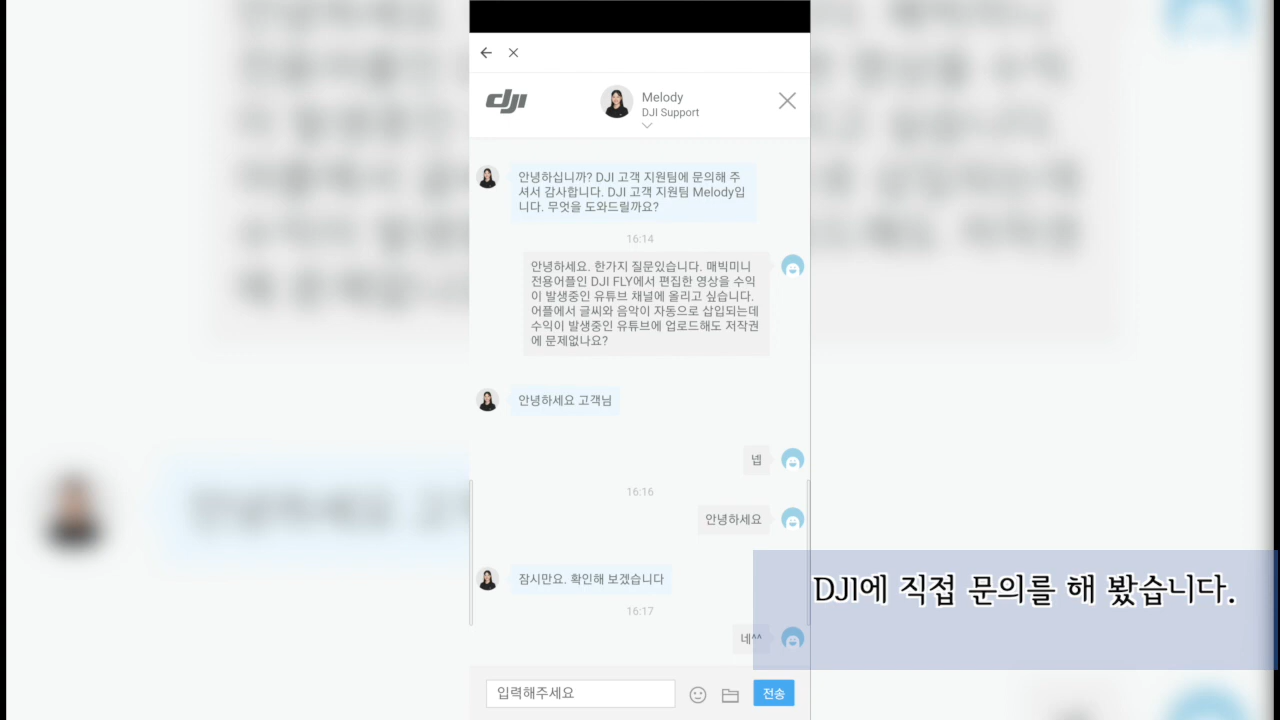 dji
Melody
DJI Support
안녕하십니까? DJI 고객 지원팀에 문의해 주
셔서 감사합니다. DJI 고객 지원팀 Melody입
니다. 무엇을 도와드릴까요?
16:14
안녕하세요. 한가지 질문있습니다. 매빅미니
전용어플인 DJI FLY에서 편집한 영상을 수익
이 발생중인 유튜브 채널에 올리고 싶습니다.
어플에서 글씨와 음악이 자동으로 삽입되는데
수익이 발생중인 유튜브에 업로드해도 저작권
에 문제없나요?
안녕하세요 고객님
넵
16:16
안녕하세요
잠시만요. 확인해 보겠습니다
16:17
네^^
DJI에 직접 문의를 해 봤습니다.
입력해주세요
전송